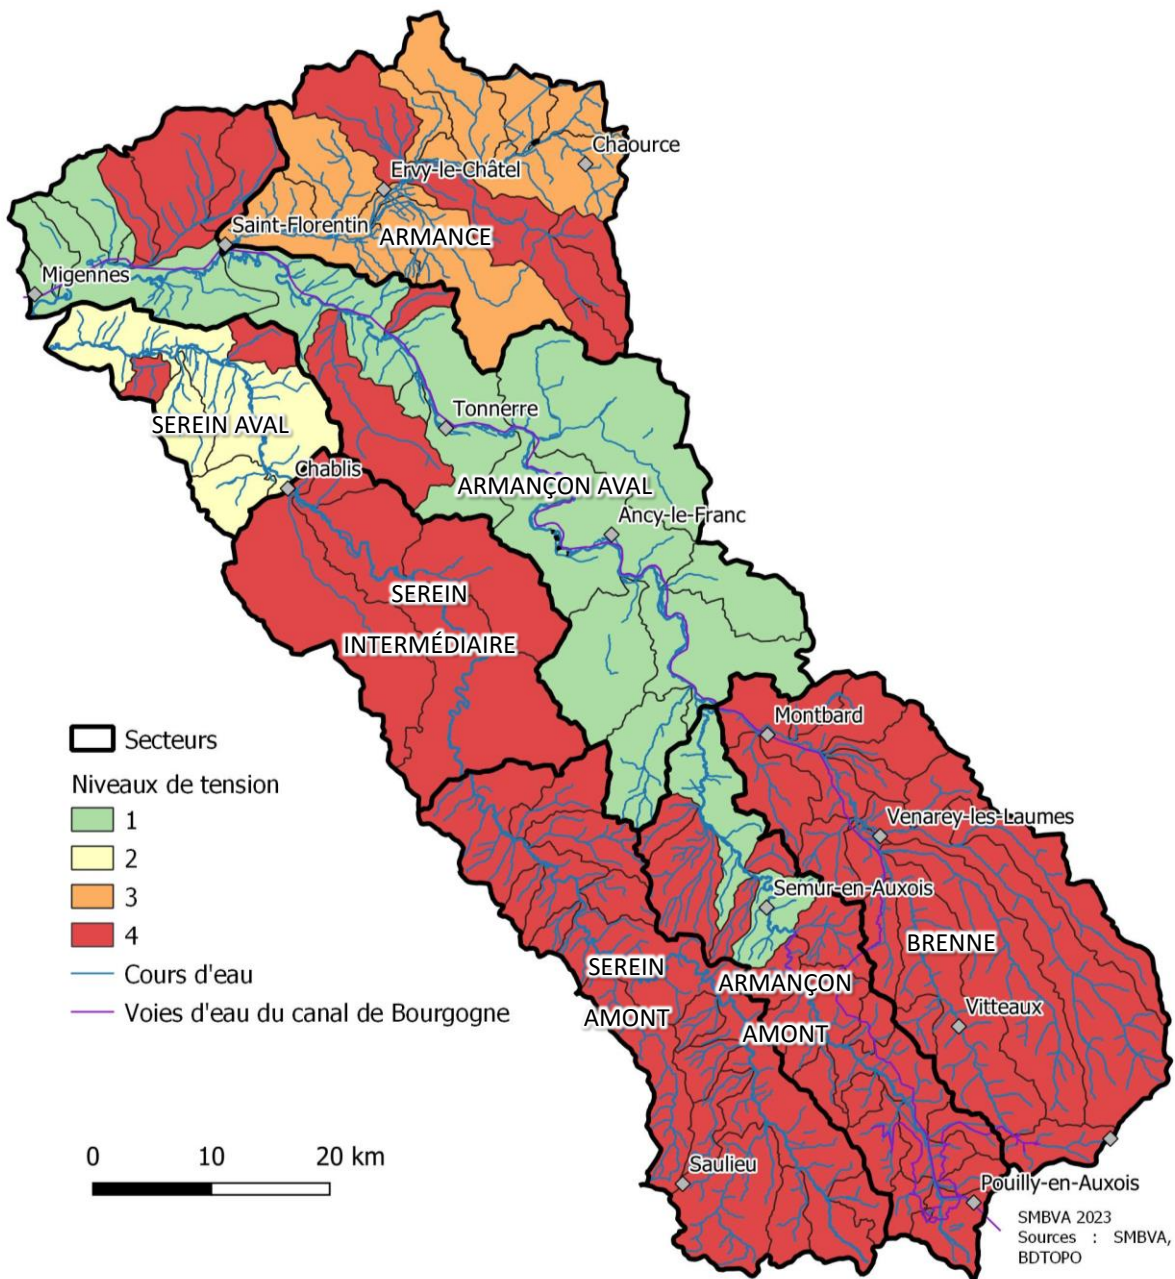 Chaource
Ervy-le-Châtel
Saint-Florentin
ARMANCE
Migennes
Tonnerre
SEREIN AVAL
Chablis
ARMANÇON AVAL
Ancy-le-Franc
SEREIN
INTERMÉDIAIRE
Montbard
Secteurs
Niveaux de tension
1
2
3
4
Cours d'eau
Voies d'eau du canal de Bourgogne
Venarey-les-Laumes
Semur-en-Auxois
BRENNE
SEREIN
AMONT
ARMANÇON
AMONT
Vitteaux
0 10 20 km
Saulieu
Pouilly-en-Auxois
SMBVA 2023
Sources : SMBVA,
BDTOPO